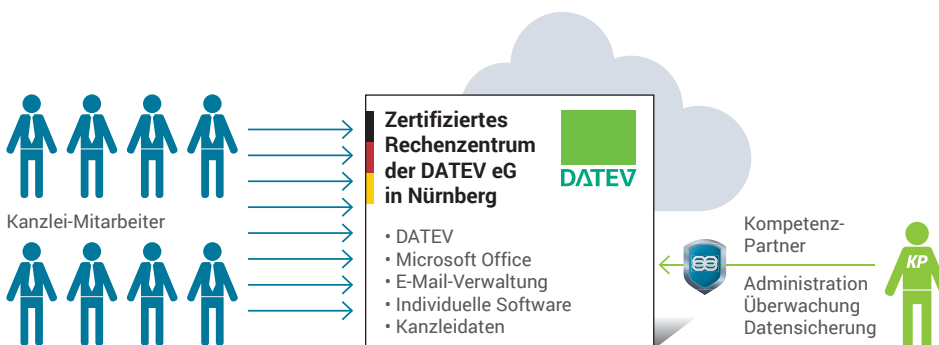 Zertifiziertes
Rechenzentrum
der DATEV eG
in Nürnberg
DATEV
Kanzlei-Mitarbeiter
• DATEV
• Microsoft Office
• E-Mail-Verwaltung
• Individuelle Software
• Kanzleidaten
Kompetenz-
Partner
Administration
Überwachung
Datensicherung
KP